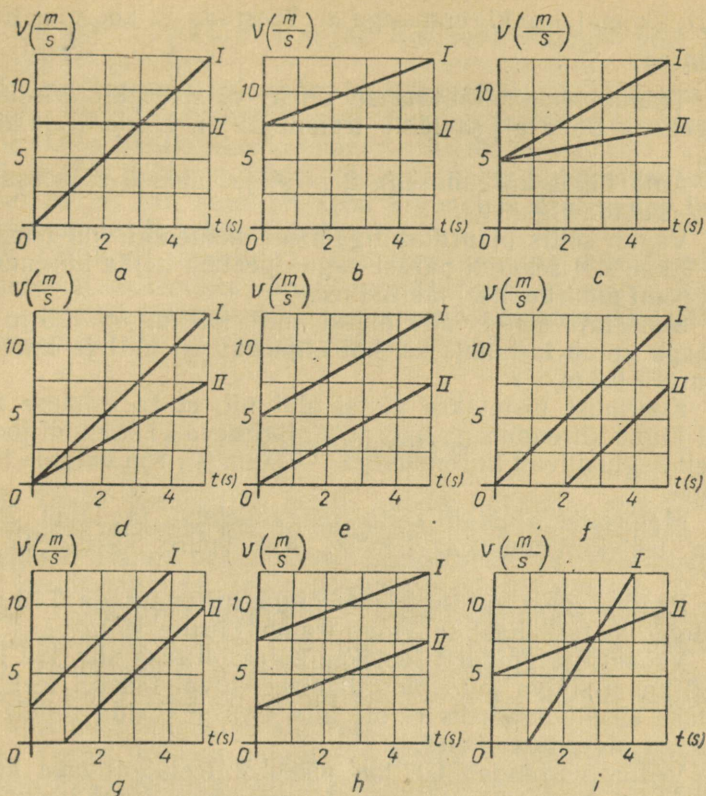 v(m/s) v(m/s) v(m/s)
I I I
10 10 10
II II II
5 5 5
t(s) t(s) t(s)
0 2 4 0 2 4 0 2 4
a b c
v(m/s) v(m/s) v(m/s)
I I I
10 10 10
II II II
5 5 5
t(s) t(s) t(s)
0 2 4 0 2 4 0 2 4
d e f
v(m/s) v(m/s) v(m/s)
I I I
10 II 10 10 II
II
5 5 5
t(s) t(s) t(s)
0 2 4 0 2 4 0 2 4
g h i